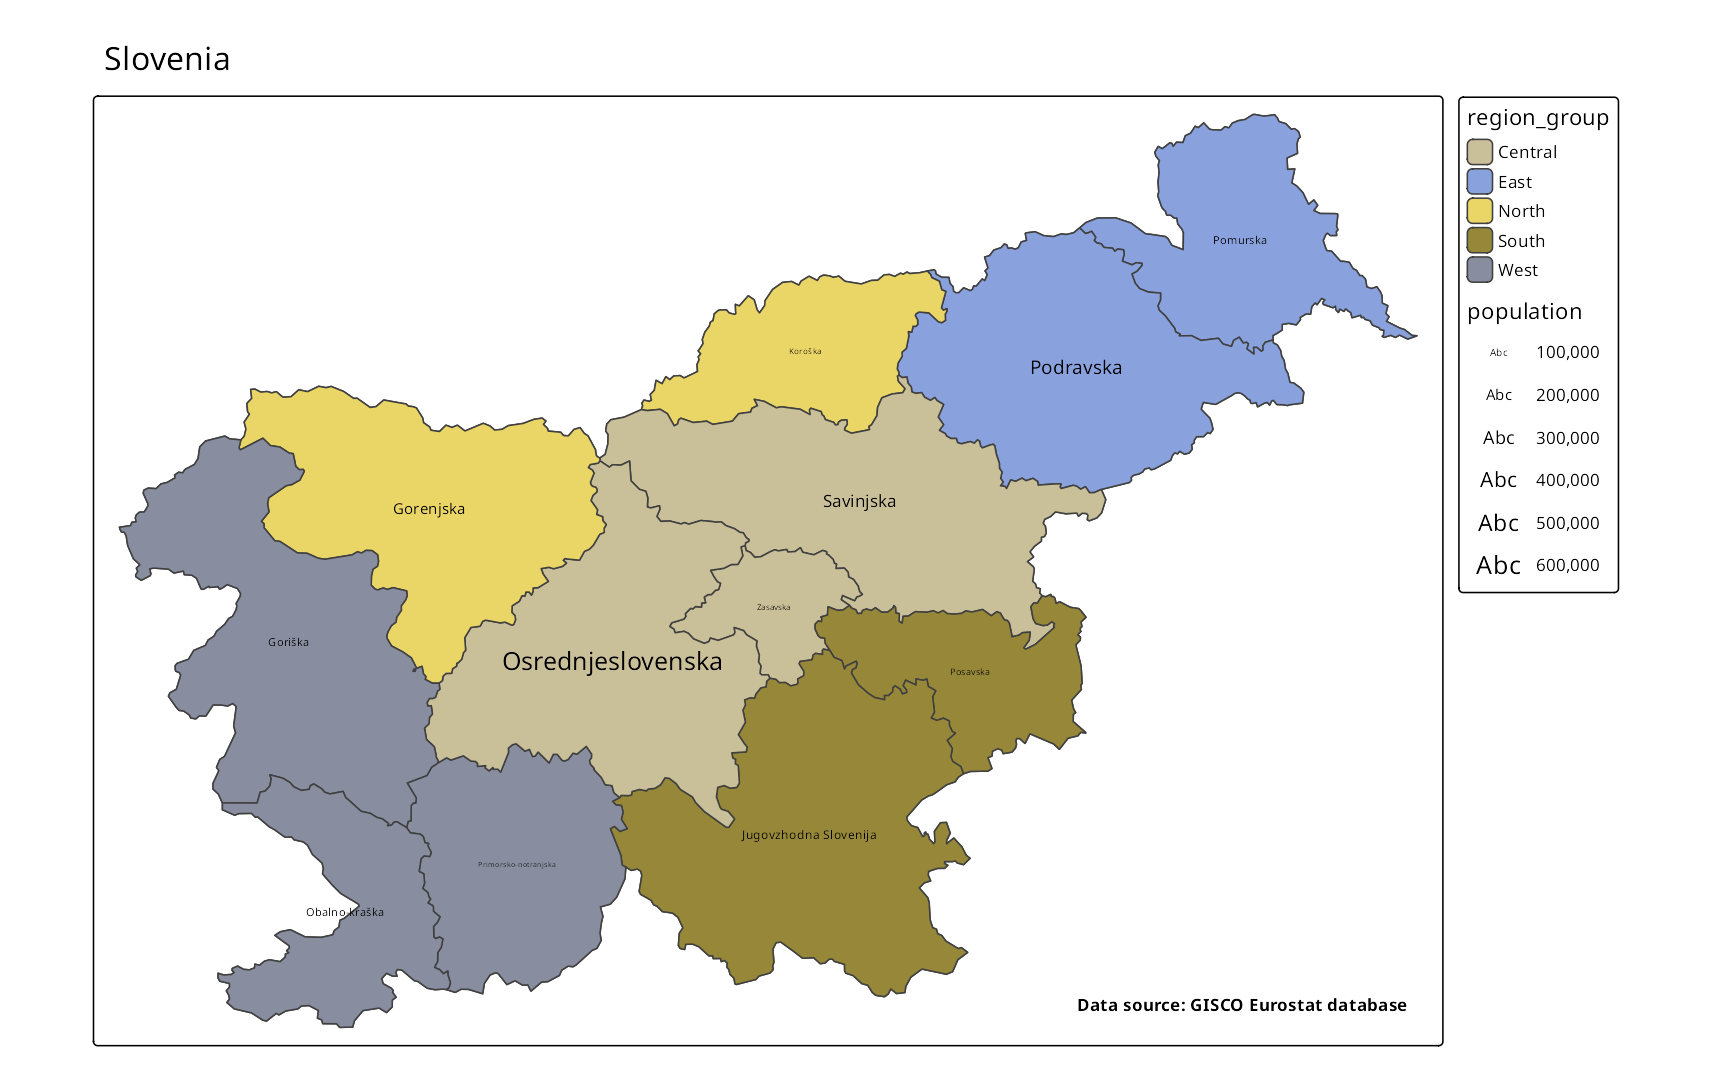 Slovenia
Pomurska
Koroška
Podravska
Gorenjska
Savinjska
Zasavska
Goriška
Osrednjeslovenska
Posavska
Jugovzhodna Slovenija
Primorsko-notranjska
Obalno-kraška
Data source: GISCO Eurostat database
region_group
Central
East
North
South
West
population
Abc 100,000
Abc 200,000
Abc 300,000
Abc 400,000
Abc 500,000
Abc 600,000